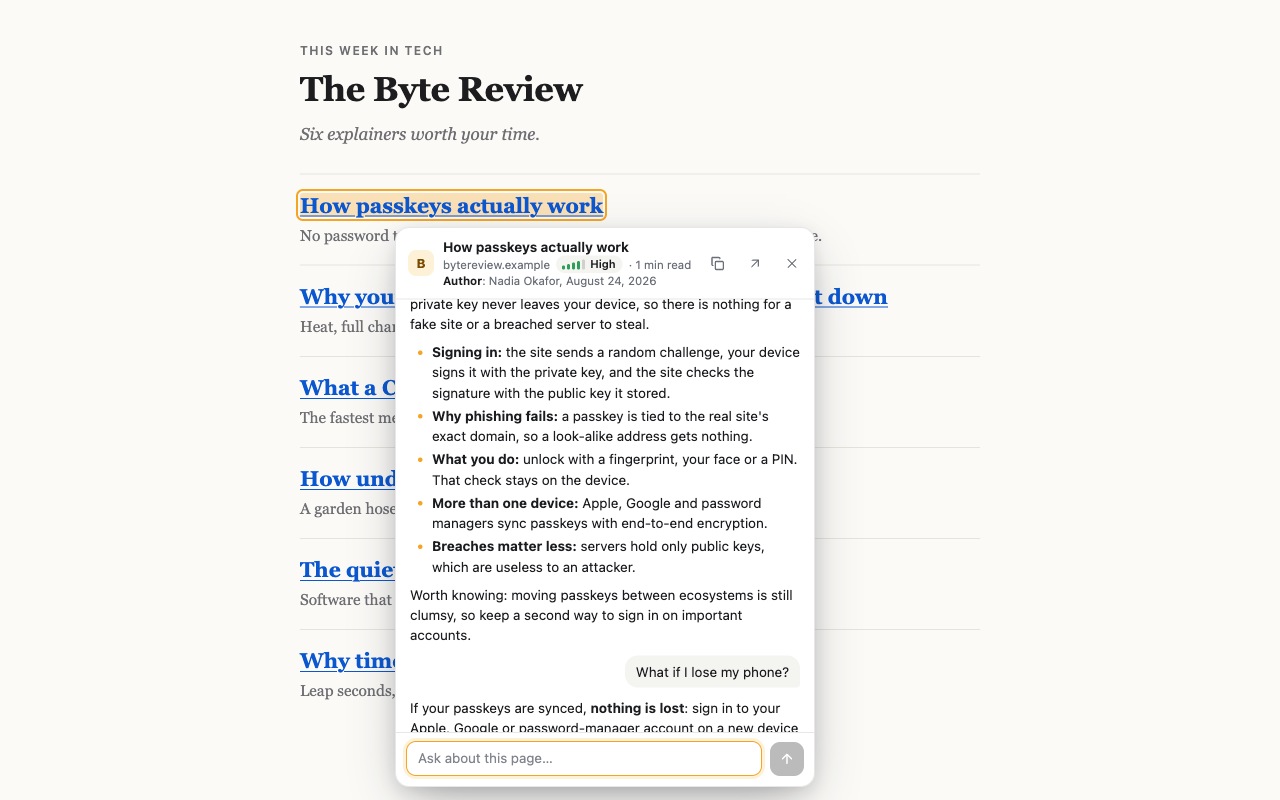 THIS WEEK IN TECH
The Byte Review
Six explainers worth your time.
How passkeys actually work
No password
e.
Why you
t down
Heat, full
What a C
The fastest
How und
A garden hose
The quie
Software that
Why time
Leap seconds,
B
How passkeys actually work
bytereview.example High · 1 min read
Author: Nadia Okafor, August 24, 2026
private key never leaves your device, so there is nothing for a
fake site or a breached server to steal.
Signing in: the site sends a random challenge, your device
signs it with the private key, and the site checks the
signature with the public key it stored.
Why phishing fails: a passkey is tied to the real site's
exact domain, so a look-alike address gets nothing.
What you do: unlock with a fingerprint, your face or a PIN.
That check stays on the device.
More than one device: Apple, Google and password
managers sync passkeys with end-to-end encryption.
Breaches matter less: servers hold only public keys,
which are useless to an attacker.
Worth knowing: moving passkeys between ecosystems is still
clumsy, so keep a second way to sign in on important
accounts.
What if I lose my phone?
If your passkeys are synced, nothing is lost: sign in to your
Apple, Google or password-manager account on a new device
Ask about this page...